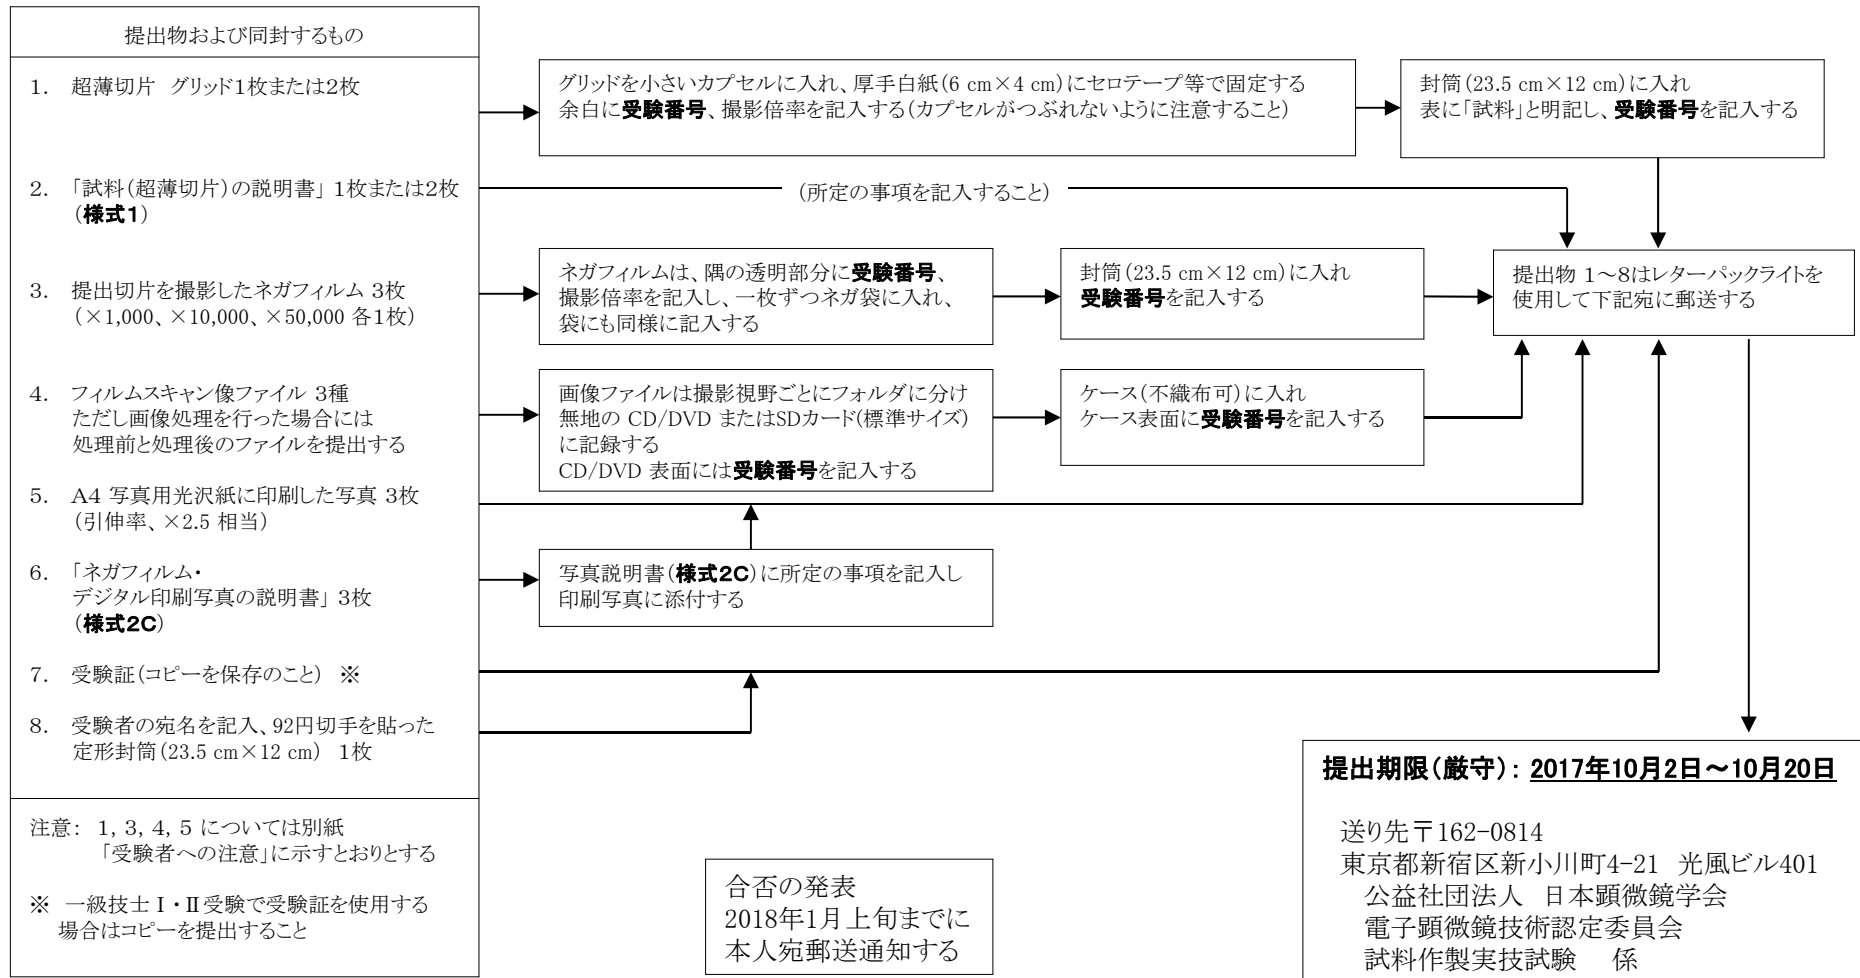 提出物および同封するもの
1. 超薄切片 グリッド1枚または2枚
グリッドを小さいカプセルに入れ、厚手白紙(6 cm×4 cm)にセロテープ等で固定する
余白に受験番号、撮影倍率を記入する(カプセルがつぶれないように注意すること)
封筒(23.5 cm×12 cm)に入れ
表に「試料」と明記し、受験番号を記入する
2. 「試料(超薄切片)の説明書」 1枚または2枚
(様式1)
(所定の事項を記入すること)
3. 提出切片を撮影したネガフィルム 3枚
(×1,000、×10,000、×50,000 各1枚)
ネガフィルムは、隅の透明部分に受験番号、
撮影倍率を記入し、一枚ずつネガ袋に入れ、
袋にも同様に記入する
封筒(23.5 cm×12 cm)に入れ
受験番号を記入する
提出物 1～8はレターパックライトを
使用して下記宛に郵送する
4. フィルムスキャン像ファイル 3種
ただし画像処理を行った場合には
処理前と処理後のファイルを提出する
画像ファイルは撮影視野ごとにフォルダに分け
無地の CD/DVD またはSDカード(標準サイズ)
に記録する
CD/DVD 表面には受験番号を記入する
ケース(不織布可)に入れ
ケース表面に受験番号を記入する
5. A4 写真用光沢紙に印刷した写真 3枚
(引伸率、×2.5 相当)
6. 「ネガフィルム・
デジタル印刷写真の説明書」 3枚
(様式2C)
写真説明書(様式2C)に所定の事項を記入し
印刷写真に添付する
7. 受験証(コピーを保存のこと) ※
8. 受験者の宛名を記入、92円切手を貼った
定形封筒(23.5 cm×12 cm) 1枚
注意: 1, 3, 4, 5 については別紙
「受験者への注意」に示すとおりとする
※ 一級技士 I・II 受験で受験証を使用する
場合はコピーを提出すること
合否の発表
2018年1月上旬までに
本人宛郵送通知する
提出期限(厳守): 2017年10月2日～10月20日
送り先〒162-0814
東京都新宿区新小川町4-21 光風ビル401
公益社団法人 日本顕微鏡学会
電子顕微鏡技術認定委員会
試料作製実技試験 係